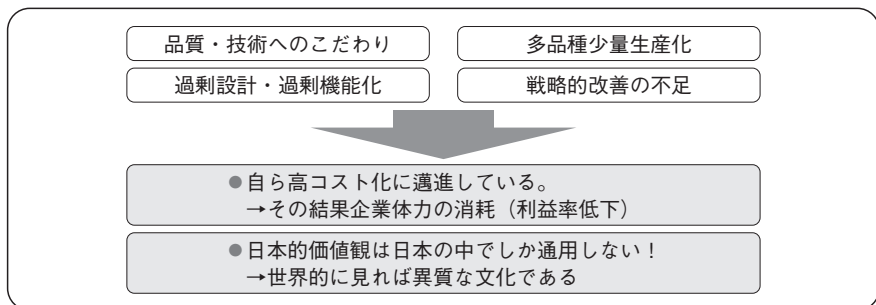 品質・技術へのこだわり
多品種少量生産化
過剰設計・過剰機能化
戦略的改善の不足
●自ら高コスト化に邁進している。
→その結果企業体力の消耗（利益率低下）
●日本的価値観は日本の中でしか通用しない！
→世界的に見れば異質な文化である